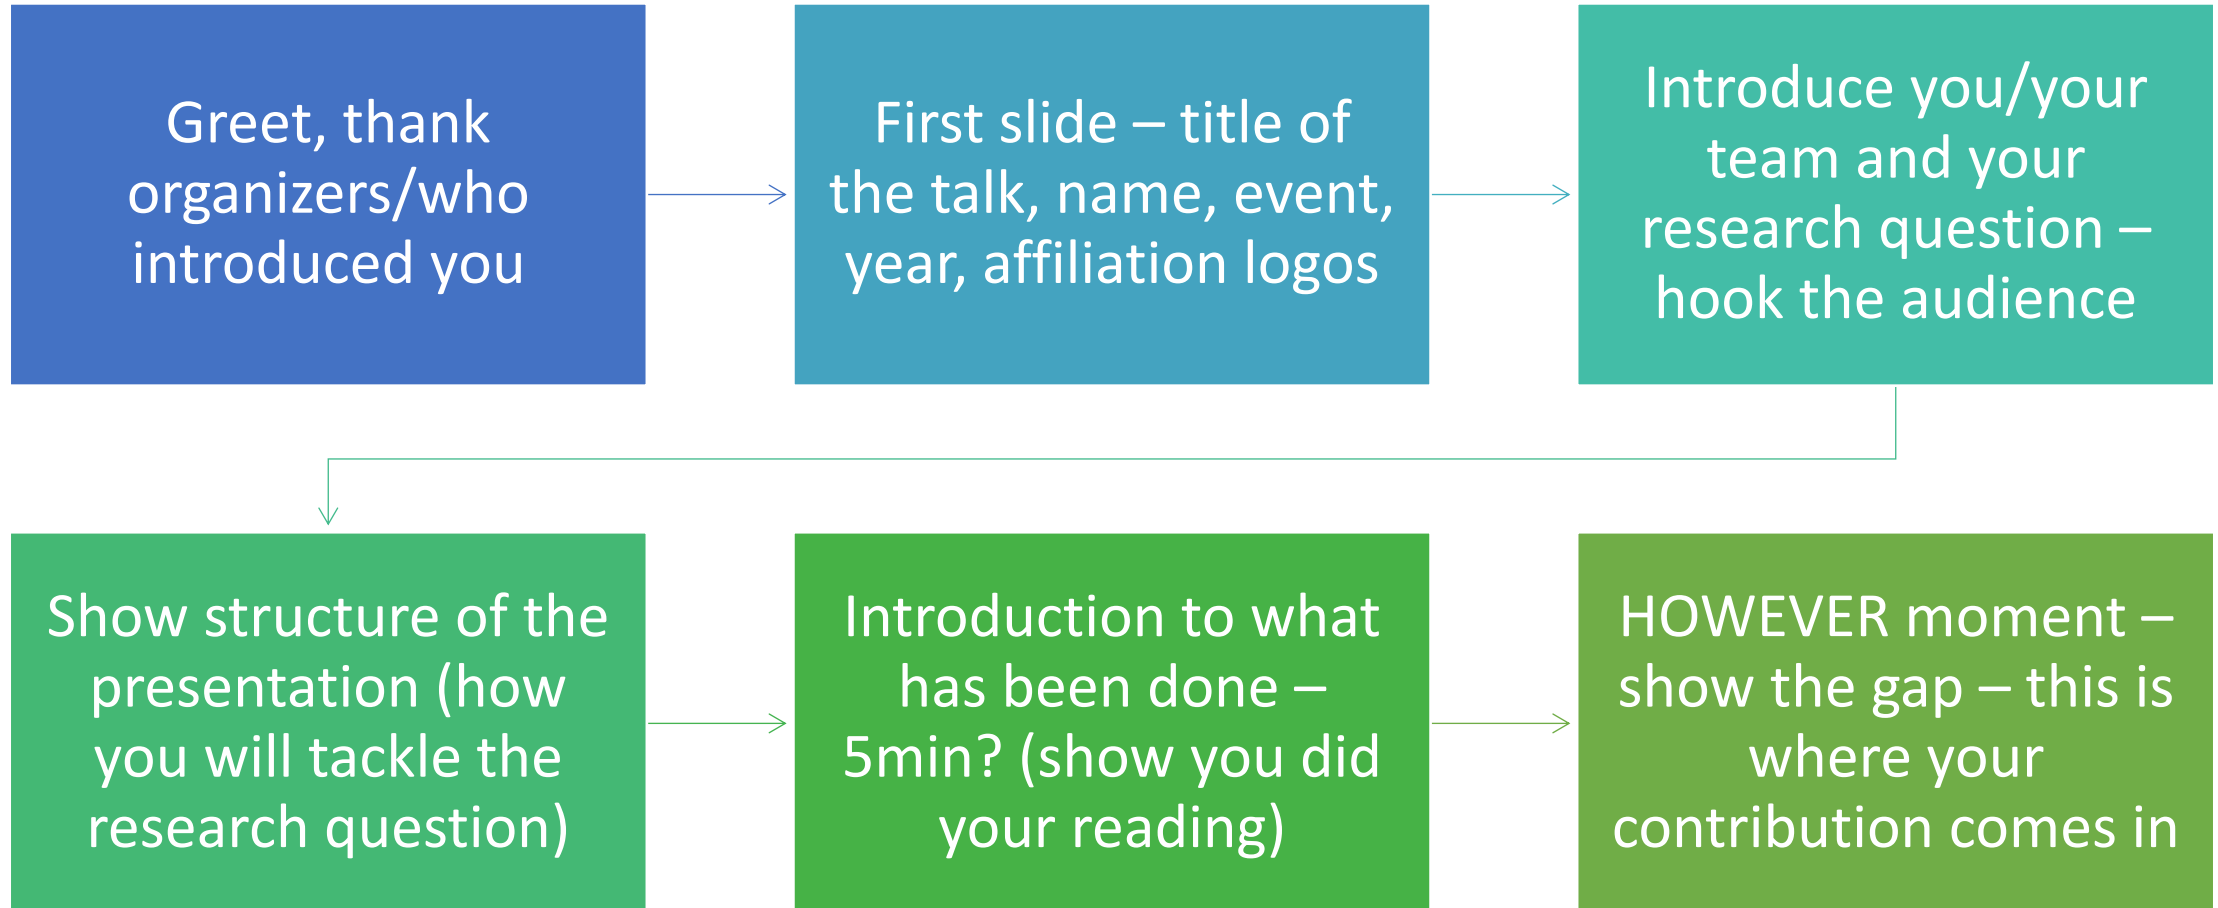 Greet, thank
organizers/who
introduced you
First slide – title of
the talk, name, event,
year, affiliation logos
Introduce you/your
team and your
research question –
hook the audience
Show structure of the
presentation (how
you will tackle the
research question)
Introduction to what
has been done –
5min? (show you did
your reading)
HOWEVER moment –
show the gap – this is
where your
contribution comes in